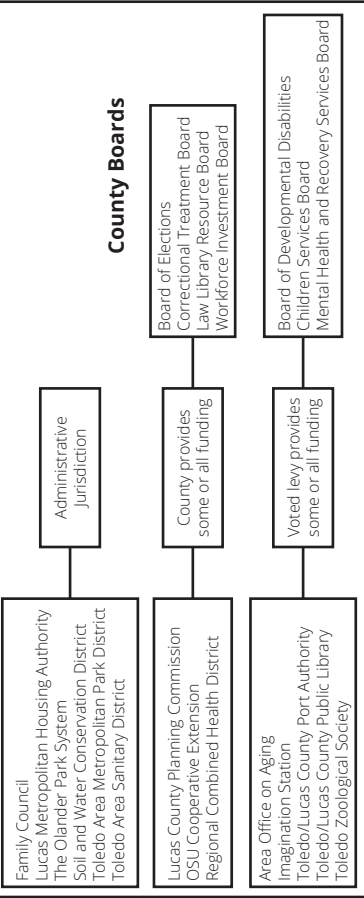 County Boards
Family Council
Lucas Metropolitan Housing Authority
The Olander Park System
Soil and Water Conservation District
Toledo Area Metropolitan Park District
Toledo Area Sanitary District
Administrative
Jurisdiction
Lucas County Planning Commission
OSU Cooperative Extension
Regional Combined Health District
County provides
some or all funding
Board of Elections
Correctional Treatment Board
Law Library Resource Board
Workforce Investment Board
Area Office on Aging
Imagination Station
Toledo/Lucas County Port Authority
Toledo/Lucas County Public Library
Toledo Zoological Society
Voted levy provides
some or all funding
Board of Developmental Disabilities
Children Services Board
Mental Health and Recovery Services Board